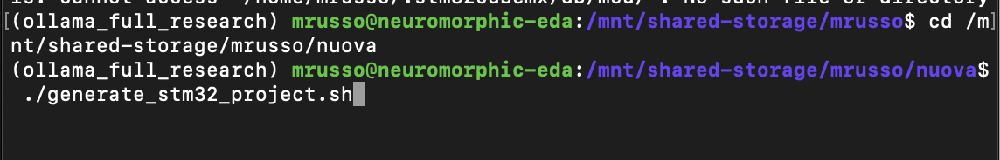 ls: cannot access '/home/mrusso/.stm32cubemx/db/mcu/': No such file or directory
[(ollama_full_research) mrusso@neuromorphic-eda:/mnt/shared-storage/mrusso$ cd /m]
nt/shared-storage/mrusso/nuova
(ollama_full_research) mrusso@neuromorphic-eda:/mnt/shared-storage/mrusso/nuova$
./generate_stm32_project.sh